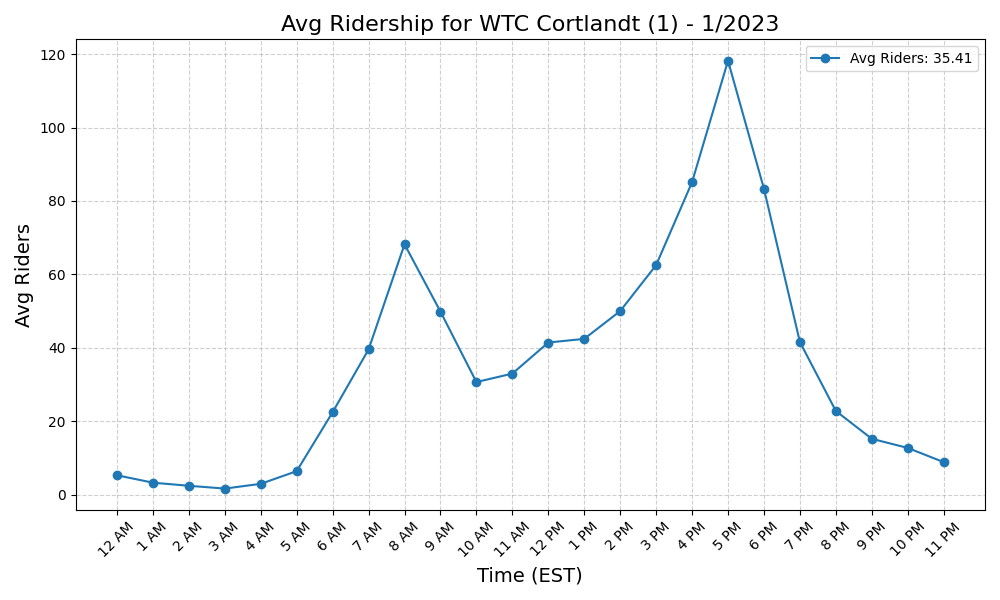 Avg Ridership for WTC Cortlandt (1) - 1/2023
Avg Riders: 35.41
Avg Riders
120
100
80
60
40
20
0
12 AM
1 AM
2 AM
3 AM
4 AM
5 AM
6 AM
7 AM
8 AM
9 AM
10 AM
11 AM
12 PM
1 PM
2 PM
3 PM
4 PM
5 PM
6 PM
7 PM
8 PM
9 PM
10 PM
11 PM
Time (EST)